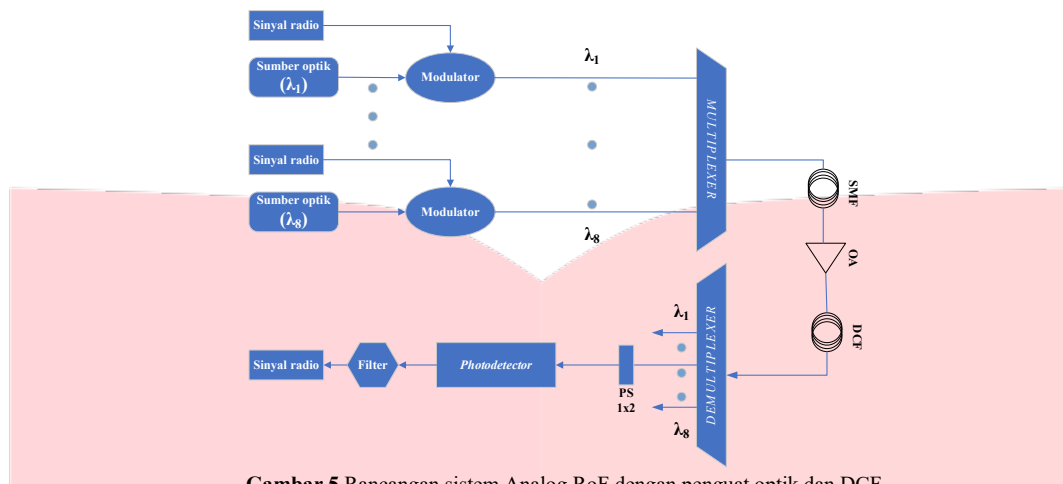 Sinyal radio
Sumber optik
(λ1)
Modulator
λ1
Sinyal radio
Sumber optik
(λ8)
Modulator
λ8
MULTIPLEXER
SMF
OA
DCF
DEMULTIPLEXER
λ1
λ8
PS
1x2
Photodetector
Filter
Sinyal radio
Gambar 5 Rancangan sistem Analog RoF dengan penguat optik dan DCF